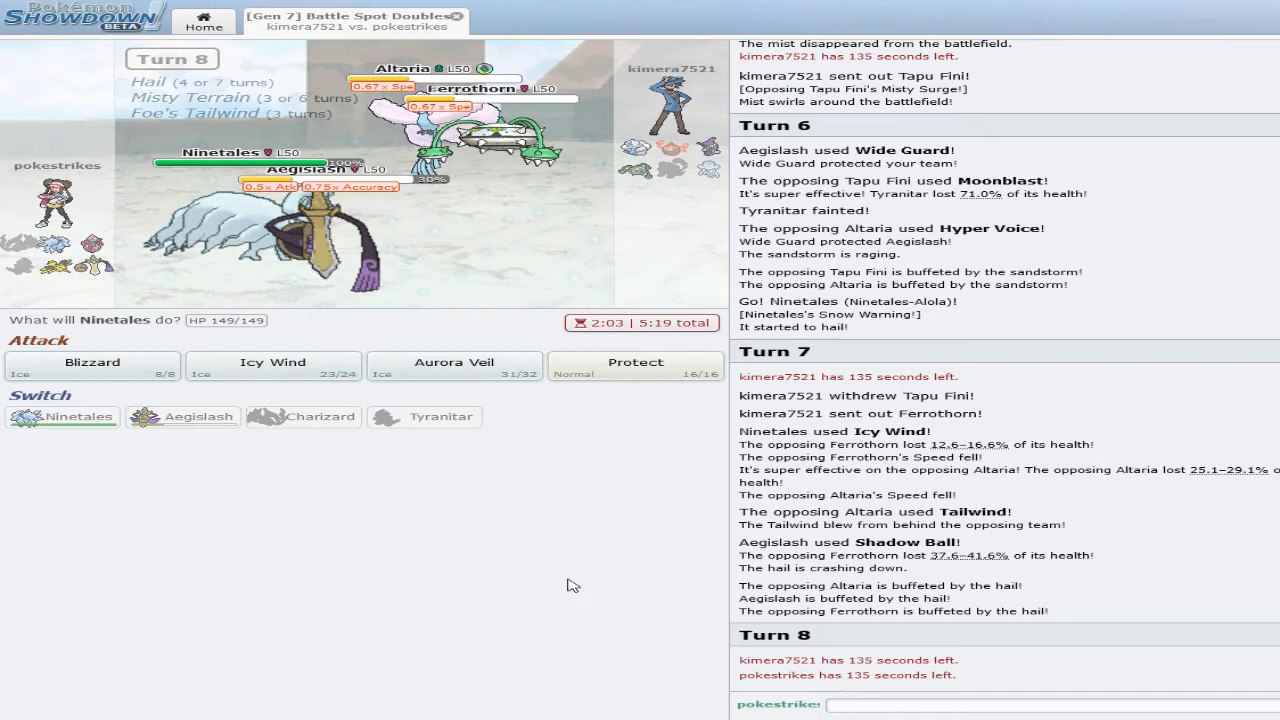 Pokémon
SHOWDOWN
BETA
Home
[Gen 7] Battle Spot Doubles
kimera7521 vs. pokestrikes
Turn 8
Hail (4 or 7 turns)
Misty Terrain (3 or 6 turns)
Foe's Tailwind (3 turns)
Altaria L50
0.67× Spe
Ferrothorn L50
0.67× Spe
kimera7521
pokestrikes
Ninetales L50
100%
Aegislash L50
30%
0.5× Atk 0.75× Accuracy
What will Ninetales do? HP 149/149
2:03 | 5:19 total
Attack
Blizzard
Ice 8/8
Icy Wind
Ice 23/24
Aurora Veil
Ice 31/32
Protect
Normal 16/16
Switch
Ninetales
Aegislash
Charizard
Tyranitar
The mist disappeared from the battlefield.
kimera7521 has 135 seconds left.
kimera7521 sent out Tapu Fini!
[Opposing Tapu Fini's Misty Surge!]
Mist swirls around the battlefield!
Turn 6
Aegislash used Wide Guard!
Wide Guard protected your team!
The opposing Tapu Fini used Moonblast!
It's super effective! Tyranitar lost 71.0% of its health!
Tyranitar fainted!
The opposing Altaria used Hyper Voice!
Wide Guard protected Aegislash!
The sandstorm is raging.
The opposing Tapu Fini is buffeted by the sandstorm!
The opposing Altaria is buffeted by the sandstorm!
Go! Ninetales (Ninetales-Alola)!
[Ninetales's Snow Warning!]
It started to hail!
Turn 7
kimera7521 has 135 seconds left.
kimera7521 withdrew Tapu Fini!
kimera7521 sent out Ferrothorn!
Ninetales used Icy Wind!
The opposing Ferrothorn lost 12.6–16.6% of its health!
The opposing Ferrothorn's Speed fell!
It's super effective on the opposing Altaria! The opposing Altaria lost 25.1–29.1% o
health!
The opposing Altaria's Speed fell!
The opposing Altaria used Tailwind!
The Tailwind blew from behind the opposing team!
Aegislash used Shadow Ball!
The opposing Ferrothorn lost 37.6–41.6% of its health!
The hail is crashing down.
The opposing Altaria is buffeted by the hail!
Aegislash is buffeted by the hail!
The opposing Ferrothorn is buffeted by the hail!
Turn 8
kimera7521 has 135 seconds left.
pokestrikes has 135 seconds left.
pokestrikes